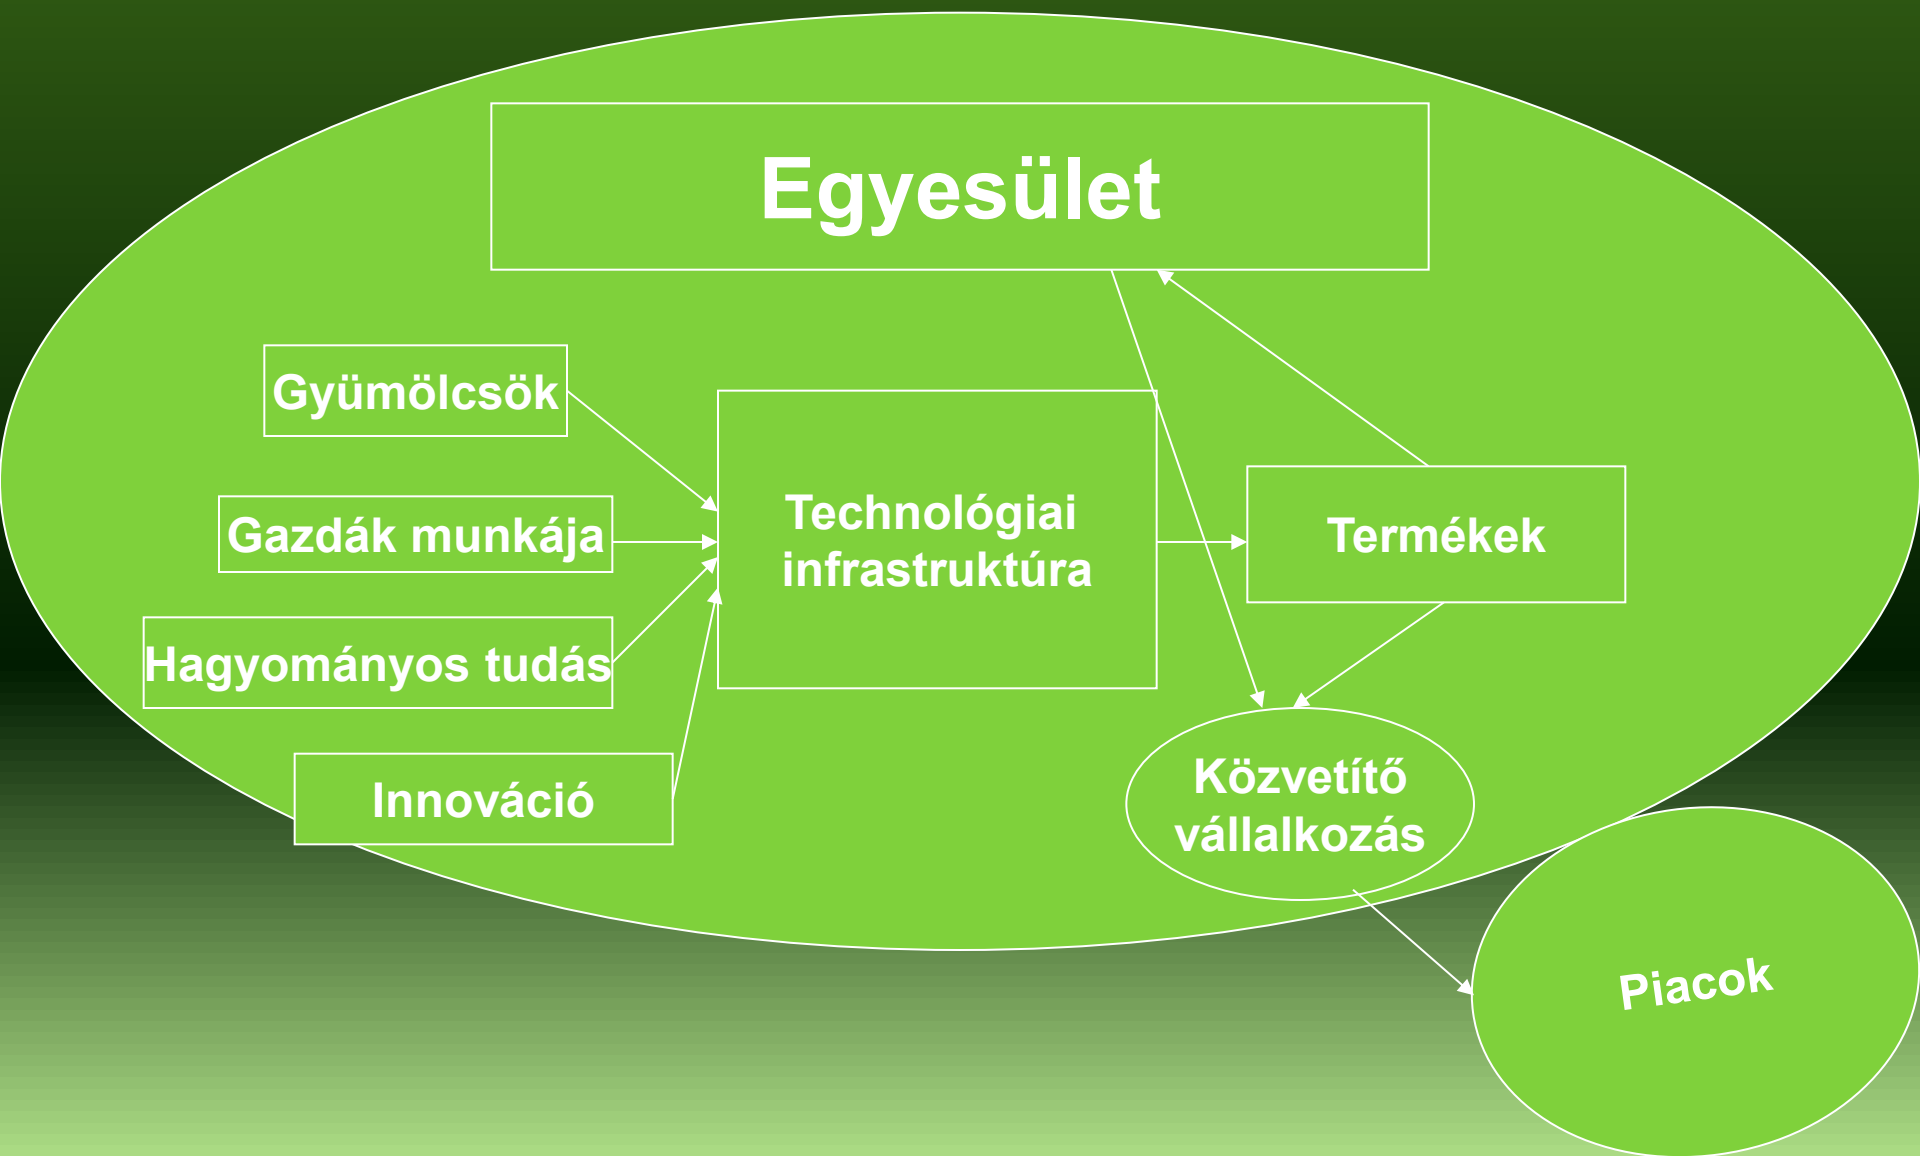 Egyesület
Gyümölcsök
Gazdák munkája
Hagyományos tudás
Innováció
Technológiai
infrastruktúra
Termékek
Közvetítő
vállalkozás
Piacok